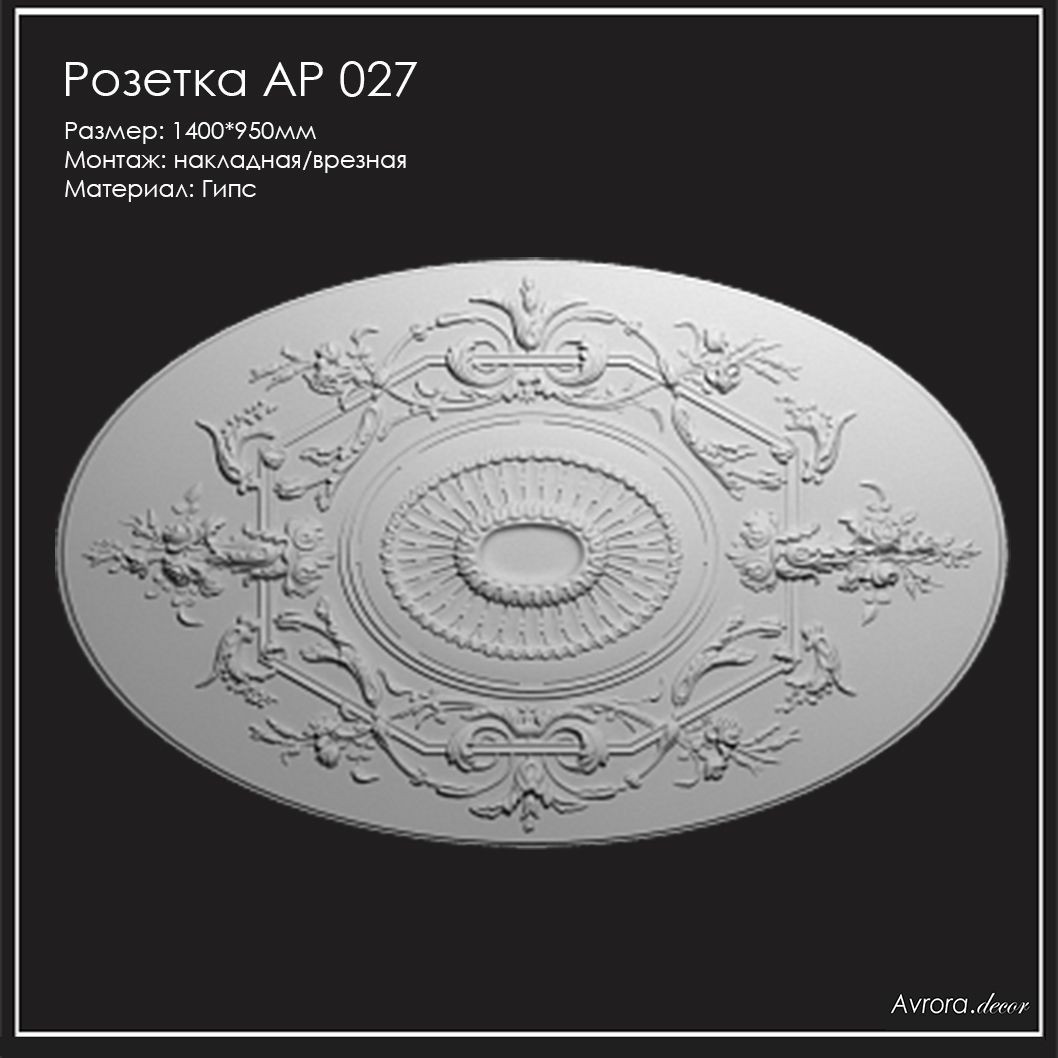 Розетка АР 027
Размер: 1400*950мм
Монтаж: накладная/врезная
Материал: Гипс
Avrora.decor